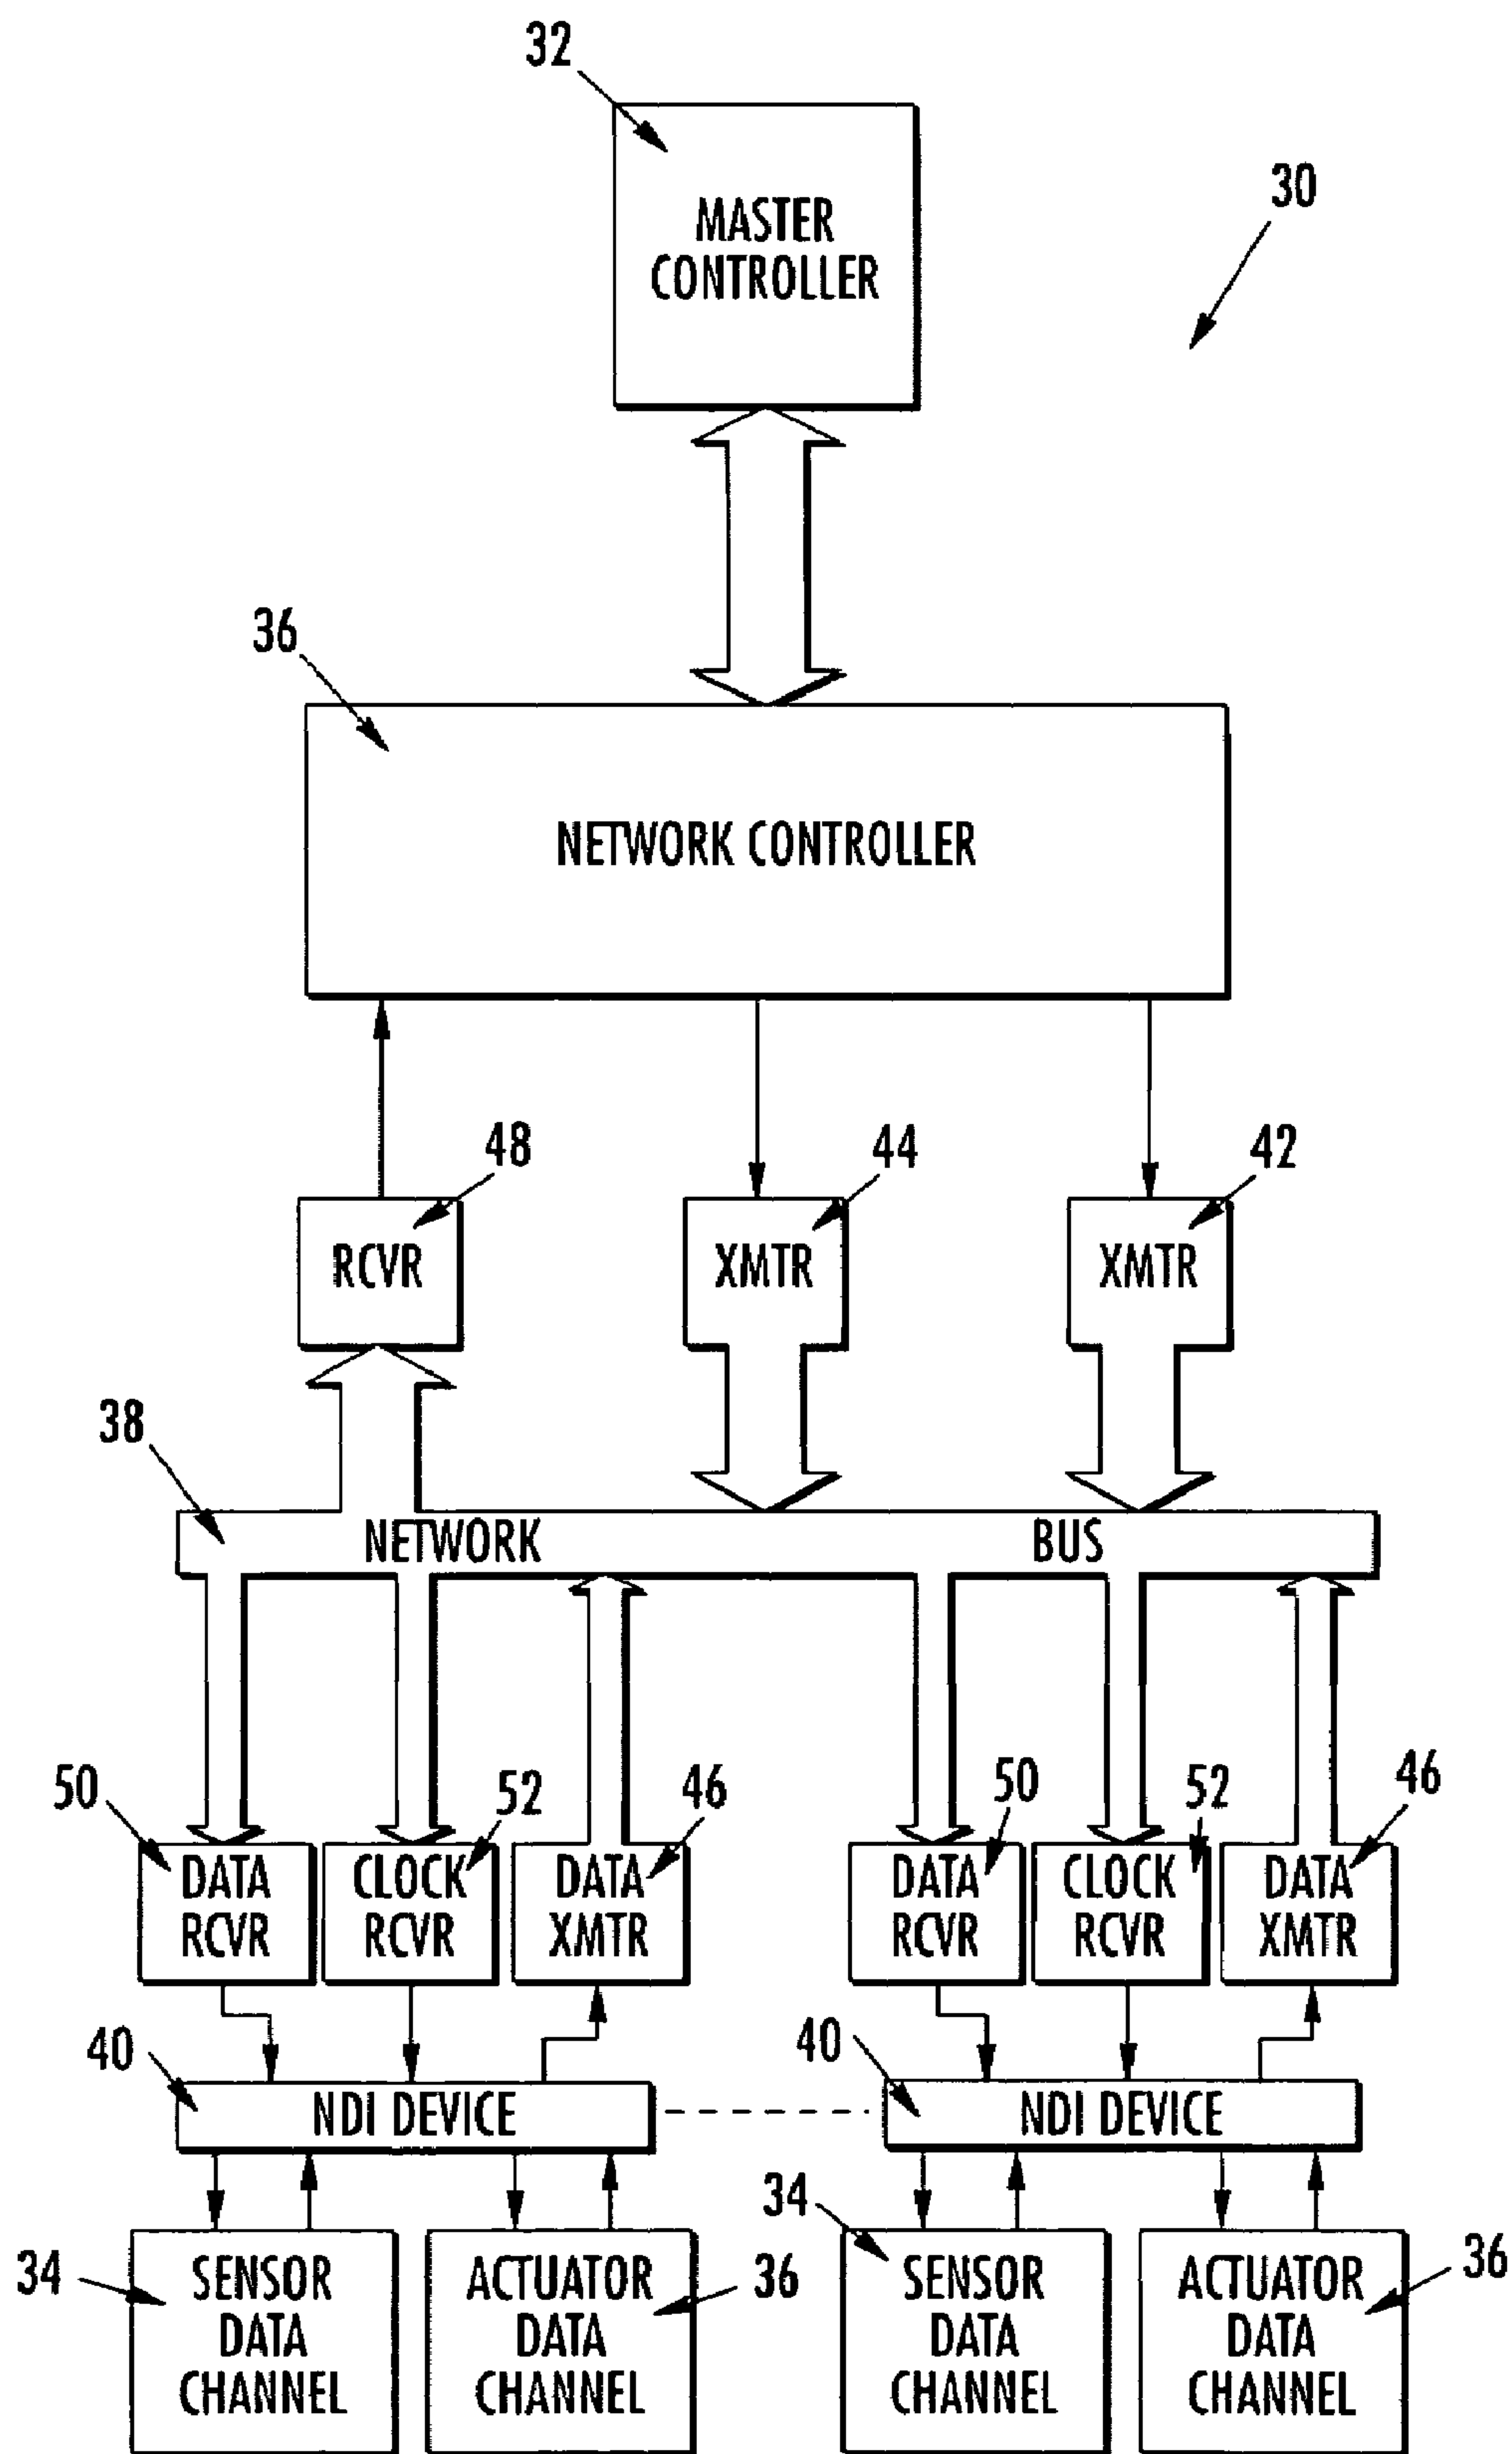 32
MASTER
CONTROLLER
30
36
NETWORK CONTROLLER
48
44
42
RCVR
XMTR
XMTR
38
NETWORK BUS
50
52
46
50
52
46
DATA
RCVR
CLOCK
RCVR
DATA
XMTR
DATA
RCVR
CLOCK
RCVR
DATA
XMTR
40
NDI DEVICE
40
NDI DEVICE
34
SENSOR
DATA
CHANNEL
ACTUATOR
DATA
CHANNEL
36
34
SENSOR
DATA
CHANNEL
ACTUATOR
DATA
CHANNEL
36